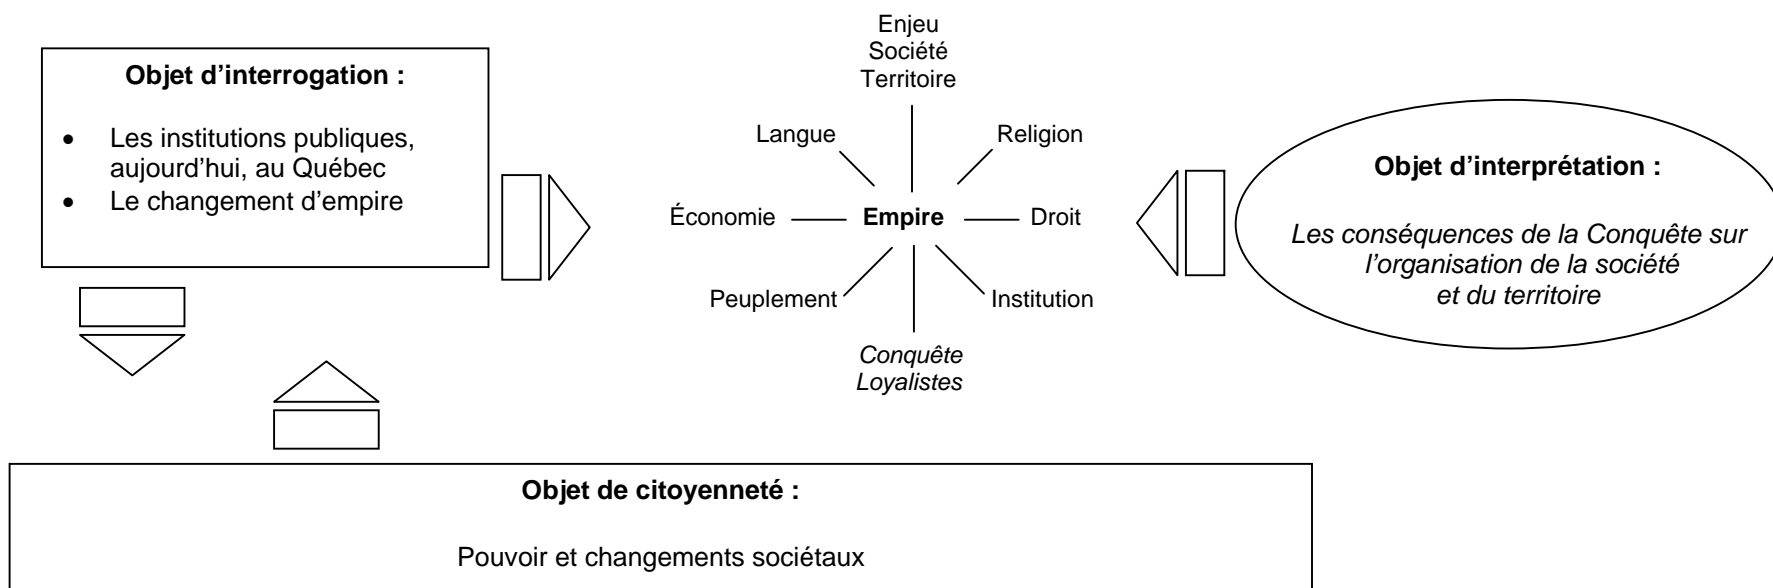 Objet d'interrogation :
• Les institutions publiques,
aujourd'hui, au Québec
• Le changement d'empire
Enjeu
Société
Territoire
Langue
Religion
Économie
Empire
Droit
Peuplement
Institution
Conquête
Loyalistes
Objet d'interprétation :
Les conséquences de la Conquête sur
l'organisation de la société
et du territoire
Objet de citoyenneté :
Pouvoir et changements sociétaux